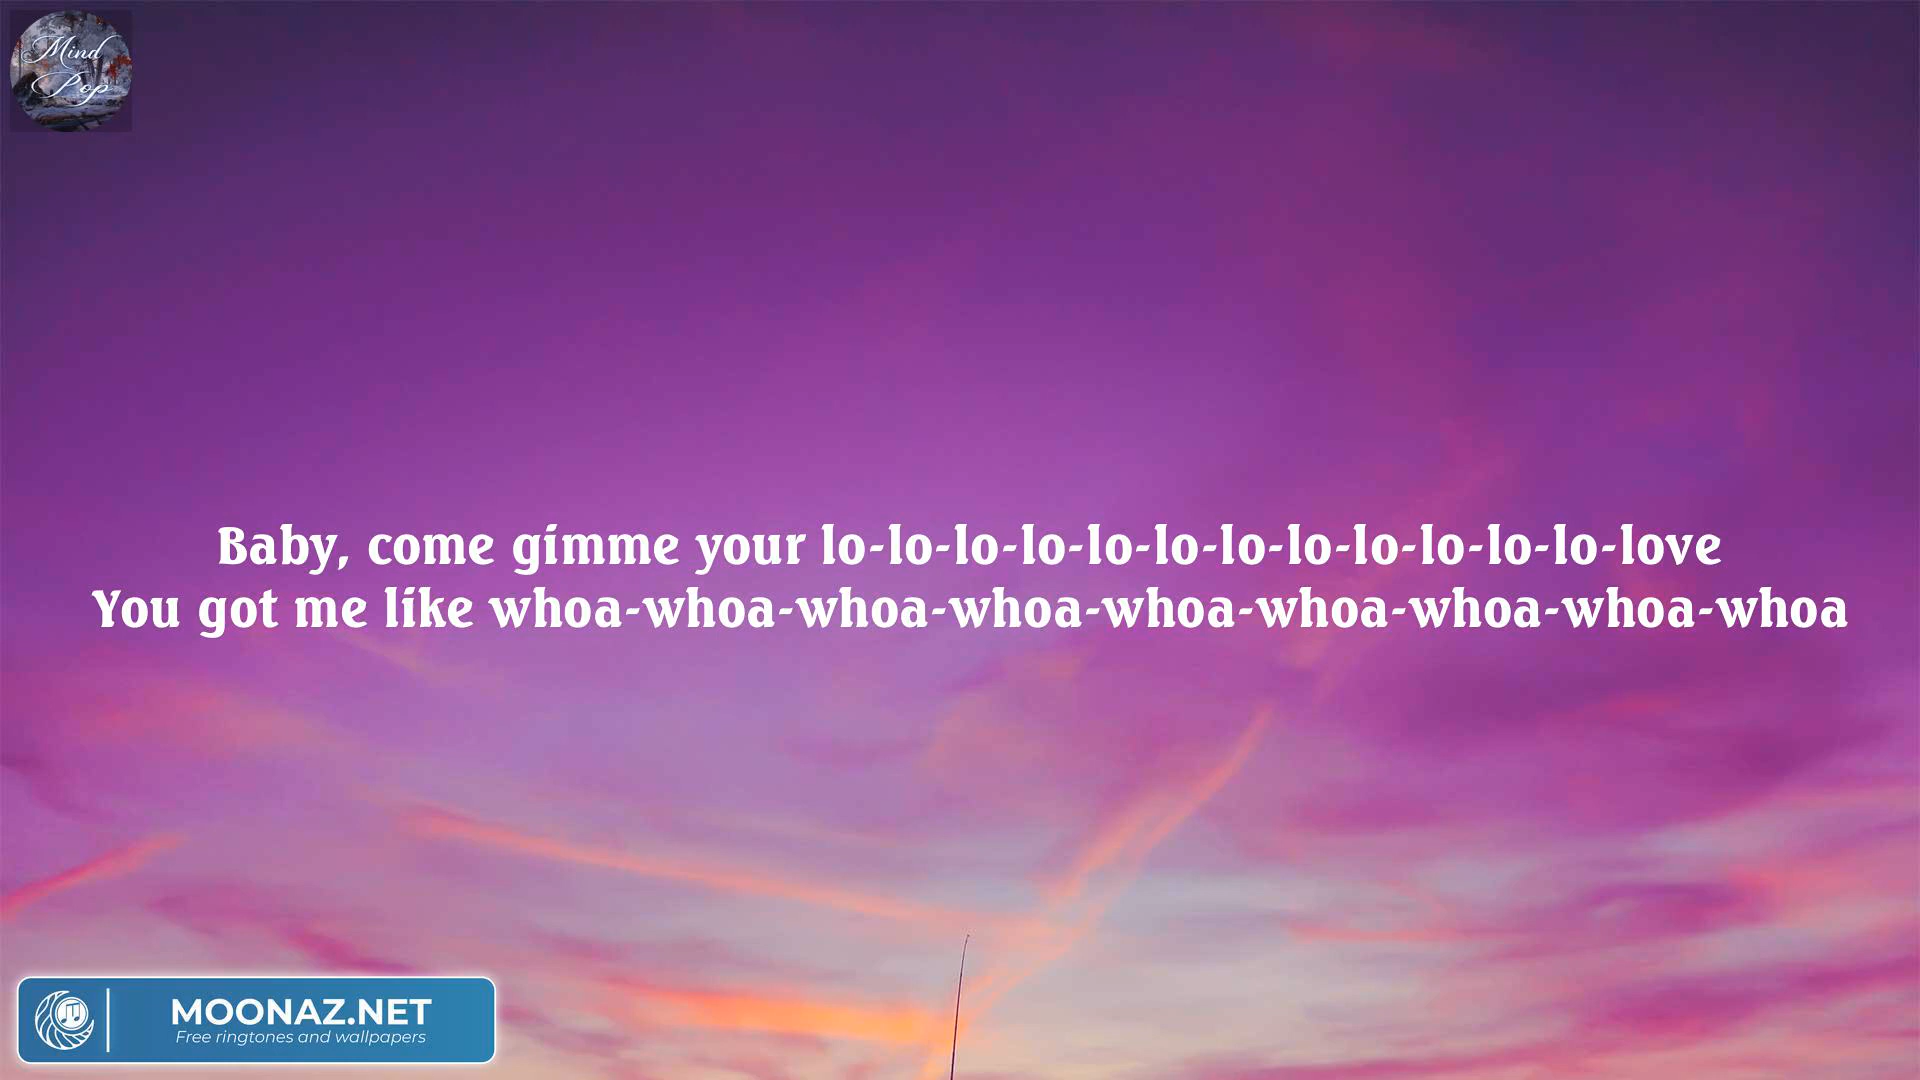 Mind
Pop
Baby, come gimme your lo-lo-lo-lo-lo-lo-lo-lo-lo-lo-lo-lo-love
You got me like whoa-whoa-whoa-whoa-whoa-whoa-whoa-whoa-whoa
MOONAZ.NET
Free ringtones and wallpapers